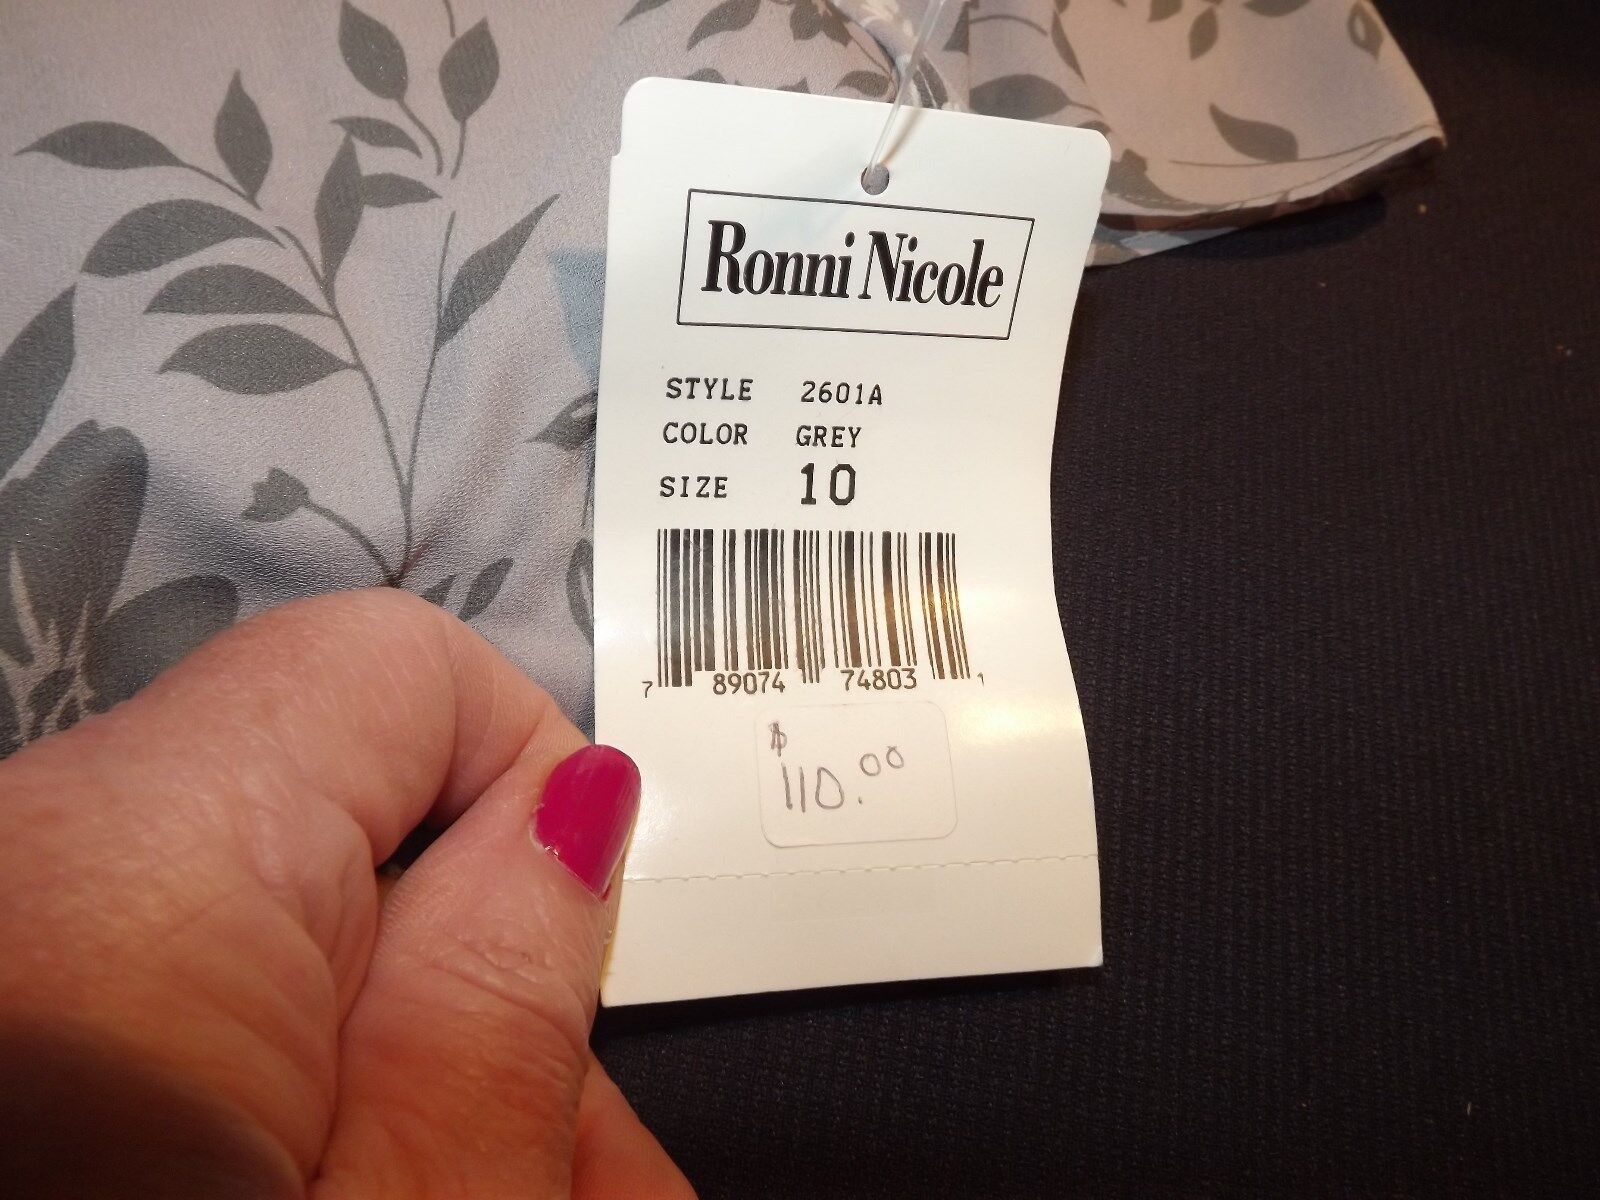 Ronni Nicole
STYLE 2601A
COLOR GREY
SIZE 10
7 89074 74803 1
$110.00